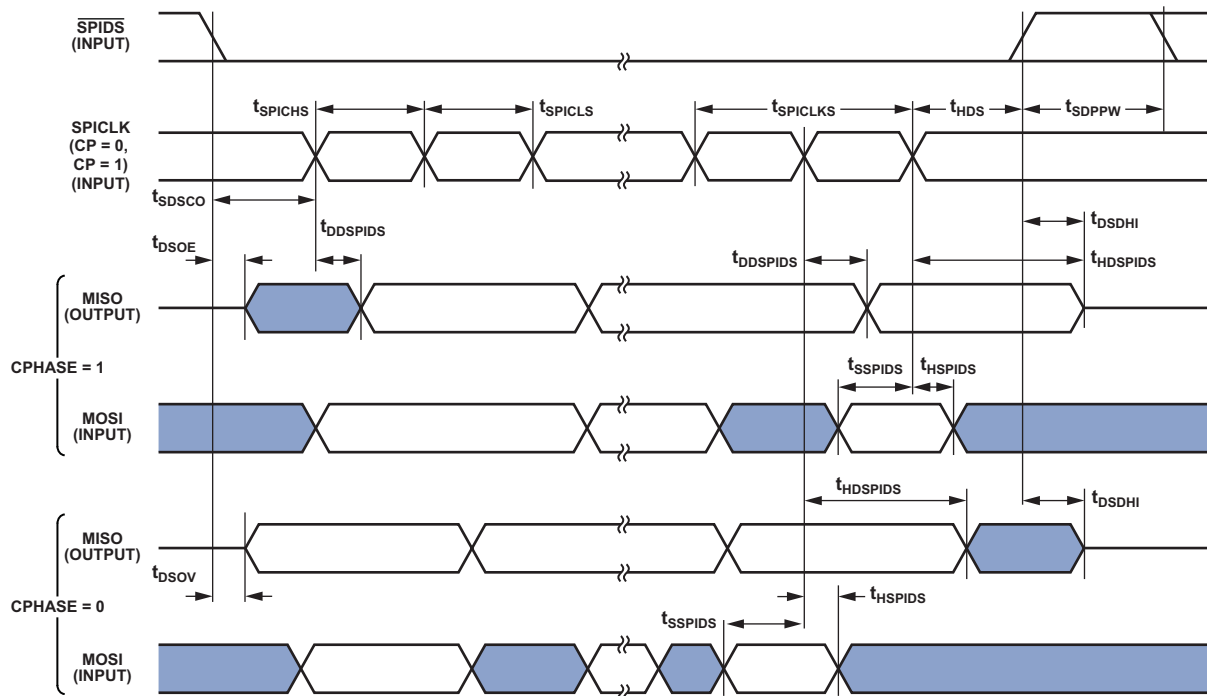 SPIDS
(INPUT)
tSPICHS
tSPICLS
tSPICLKS
tHDS
tSDPPW
SPICLK
(CP = 0,
CP = 1)
(INPUT)
tSDSCO
tDDSPIDS
tDSOE
tDSDHI
tDDSPIDS
tHDSPIDS
MISO
(OUTPUT)
CPHASE = 1
tSSPIDS
tHSPIDS
MOSI
(INPUT)
tHDSPIDS
tDSDHI
MISO
(OUTPUT)
tDSOV
CPHASE = 0
tHSPIDS
tSSPIDS
MOSI
(INPUT)